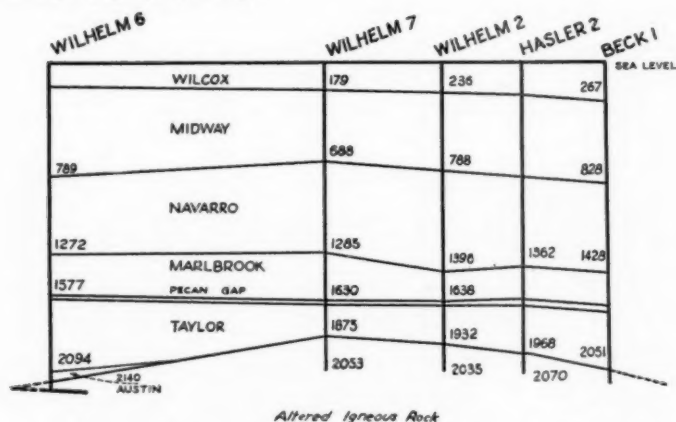 WILHELM 6
WILHELM 7
WILHELM 2
HASLER 2
BECK 1
SEA LEVEL
WILCOX
179
236
267
MIDWAY
789
688
788
828
NAVARRO
1272
1285
1396
1362
1428
MARLBROOK
1577
PECAN GAP
1630
1638
TAYLOR
1875
1932
1968
2051
2094
2140
AUSTIN
2053
2035
2070
Altered Igneous Rock